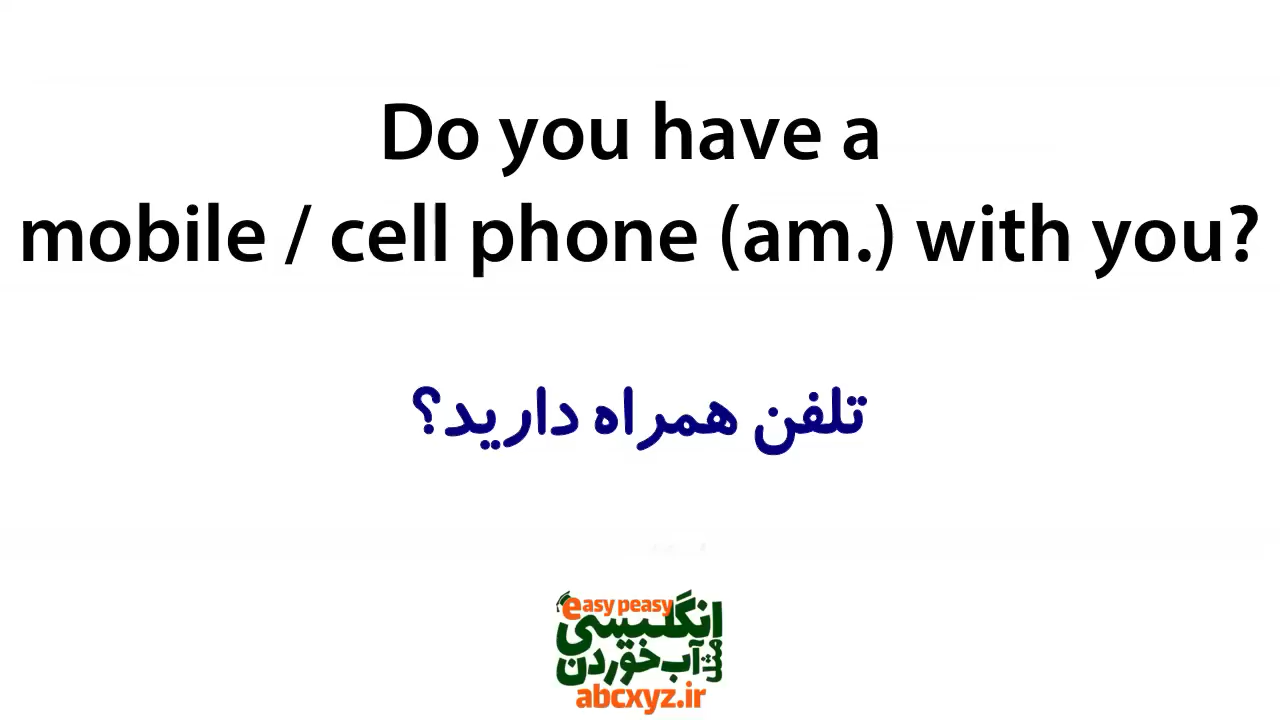 Do you have a
mobile / cell phone (am.) with you?
تلفن همراه دارید؟
easy peasy
انگلیسی
مثل آب خوردن
abcxyz.ir